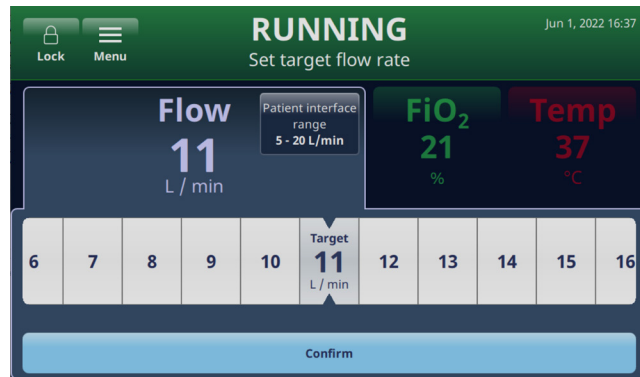 RUNNING
Jun 1, 2022 16:37
Lock
Menu
Set target flow rate
Flow
11
L / min
Patient interface
range
5 - 20 L/min
FiO₂
21
%
Temp
37
°C
6 7 8 9 10 Target 11 L / min 12 13 14 15 16
Confirm